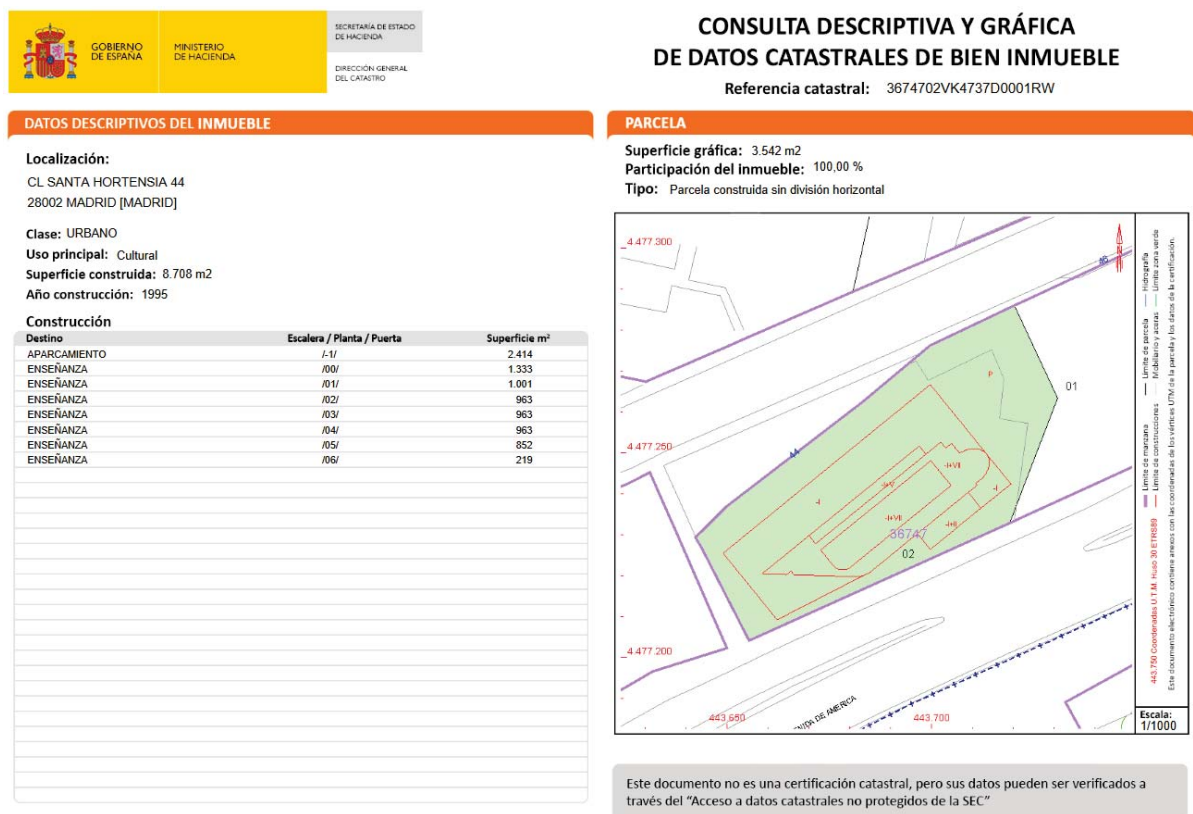 GOBIERNO
DE ESPAÑA
MINISTERIO
DE HACIENDA
SECRETARÍA DE ESTADO
DE HACIENDA
DIRECCIÓN GENERAL
DEL CATASTRO
CONSULTA DESCRIPTIVA Y GRÁFICA
DE DATOS CATASTRALES DE BIEN INMUEBLE
Referencia catastral: 3674702VK4737D0001RW
DATOS DESCRIPTIVOS DEL INMUEBLE
Localización:
CL SANTA HORTENSIA 44
28002 MADRID [MADRID]
Clase: URBANO
Uso principal: Cultural
Superficie construida: 8.708 m2
Año construcción: 1995
Construcción
Destino Escalera / Planta / Puerta Superficie m²
APARCAMIENTO /-1/ 2.414
ENSEÑANZA /00/ 1.333
ENSEÑANZA /01/ 1.001
ENSEÑANZA /02/ 963
ENSEÑANZA /03/ 963
ENSEÑANZA /04/ 963
ENSEÑANZA /05/ 852
ENSEÑANZA /06/ 219
PARCELA
Superficie gráfica: 3.542 m2
Participación del inmueble: 100,00 %
Tipo: Parcela construida sin división horizontal
4.477.300
46
P
01
4.477.250
44
-I+VII
-I+V
-I
-I
-I+VII
-I+II
36747
02
4.477.200
443.650
443.700
NIDA DE AMERICA
Límite de manzana
Límite de parcela
Hidrografía
Límite de construcciones
Mobiliario y aceras
Límite zona verde
443.750 Coordenadas U.T.M. Huso 30 ETRS89
Este documento electrónico contiene anexos con las coordenadas de los vértices UTM de la parcela y los datos de la certificación.
Escala:
1/1000
Este documento no es una certificación catastral, pero sus datos pueden ser verificados a
través del “Acceso a datos catastrales no protegidos de la SEC”